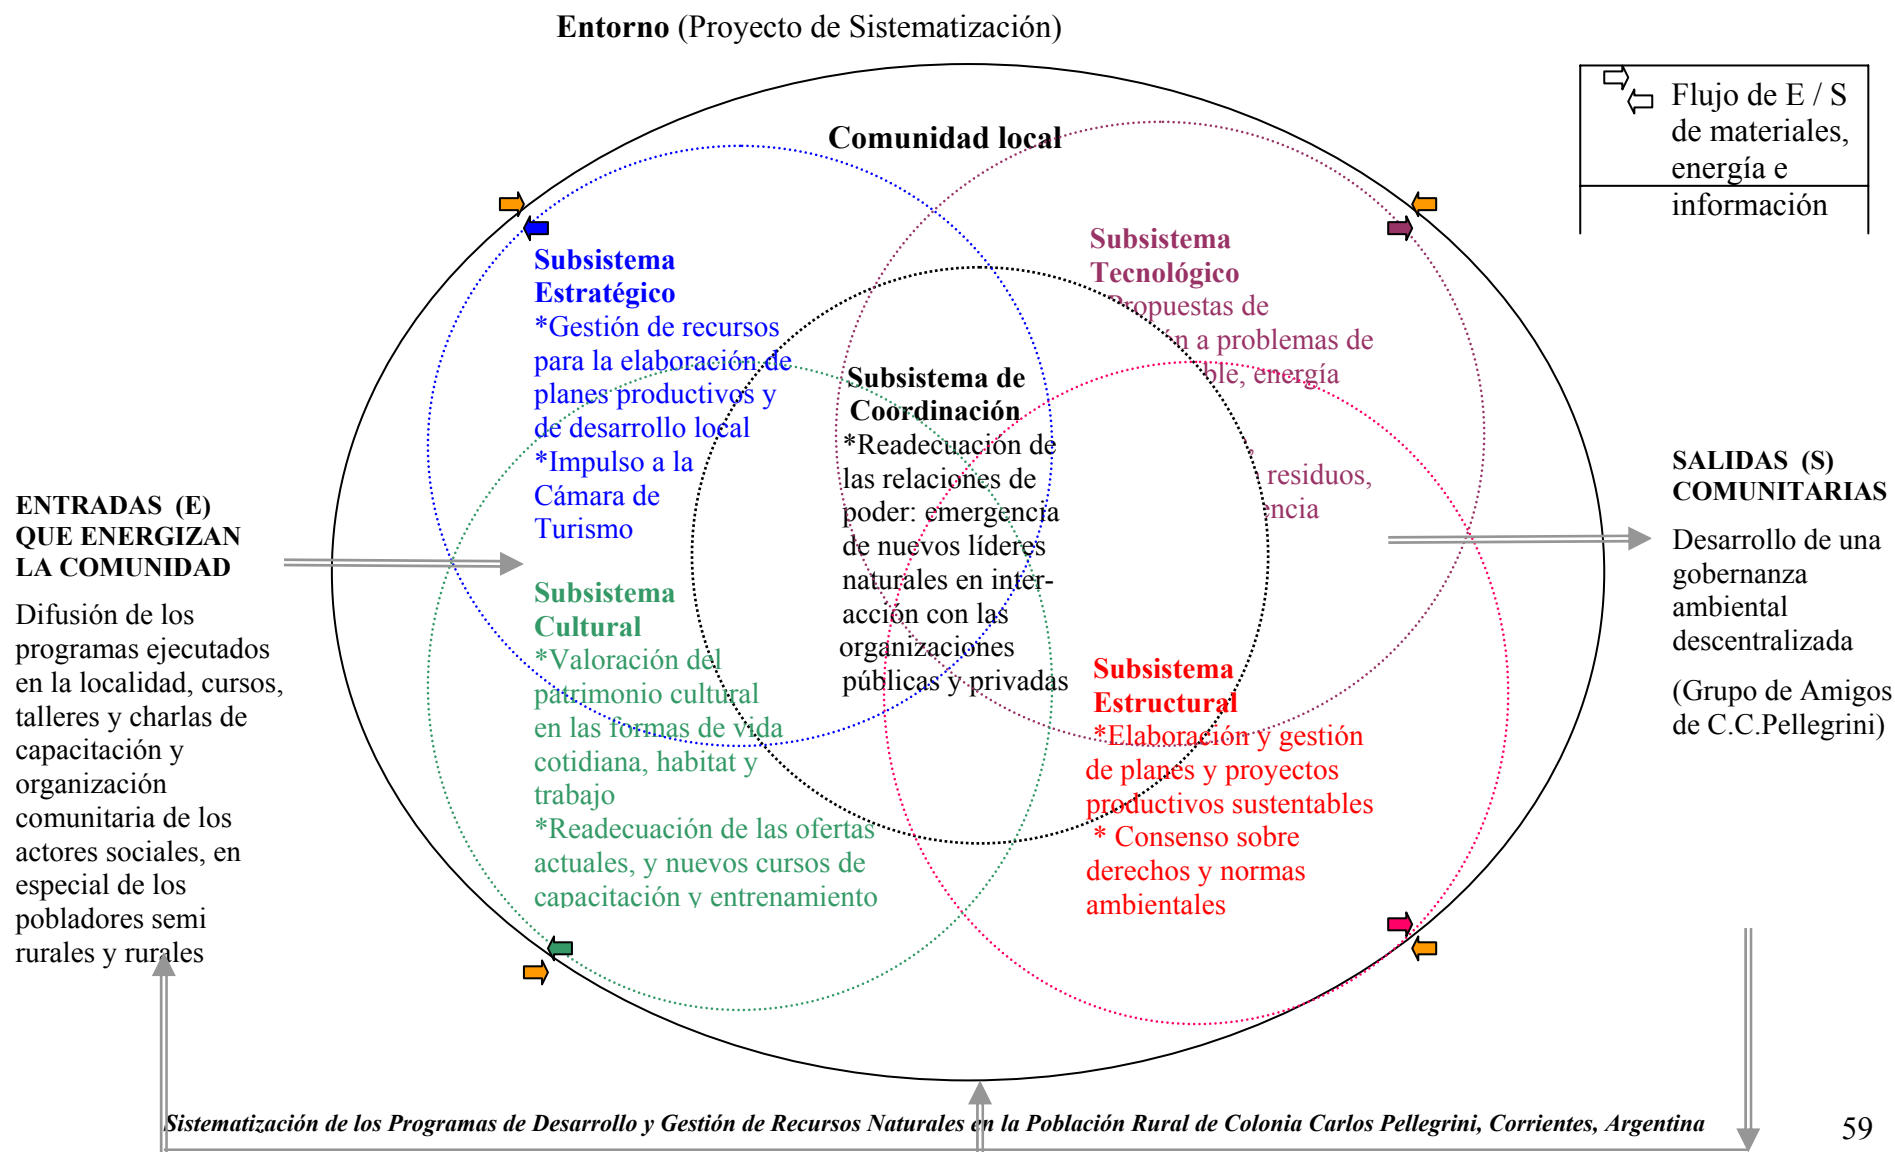 Entorno (Proyecto de Sistematización)
Flujo de E / S
de materiales,
energía e
información
Comunidad local
Subsistema
Estratégico
*Gestión de recursos
para la elaboración de
planes productivos y
de desarrollo local
*Impulso a la
Cámara de
Turismo
Subsistema
Tecnológico
Propuestas de
n a problemas de
ble, energía
residuos,
encia
Subsistema de
Coordinación
*Readecuación de
las relaciones de
poder: emergencia
de nuevos líderes
naturales en inter-
acción con las
organizaciones
públicas y privadas
ENTRADAS (E)
QUE ENERGIZAN
LA COMUNIDAD
Difusión de los
programas ejecutados
en la localidad, cursos,
talleres y charlas de
capacitación y
organización
comunitaria de los
actores sociales, en
especial de los
pobladores semi
rurales y rurales
Subsistema
Cultural
*Valoración del
patrimonio cultural
en las formas de vida
cotidiana, habitat y
trabajo
*Readecuación de las ofertas
actuales, y nuevos cursos de
capacitación y entrenamiento
Subsistema
Estructural
*Elaboración y gestión
de planes y proyectos
productivos sustentables
* Consenso sobre
derechos y normas
ambientales
SALIDAS (S)
COMUNITARIAS
Desarrollo de una
gobernanza
ambiental
descentralizada
(Grupo de Amigos
de C.C.Pellegrini)
Sistematización de los Programas de Desarrollo y Gestión de Recursos Naturales en la Población Rural de Colonia Carlos Pellegrini, Corrientes, Argentina
59